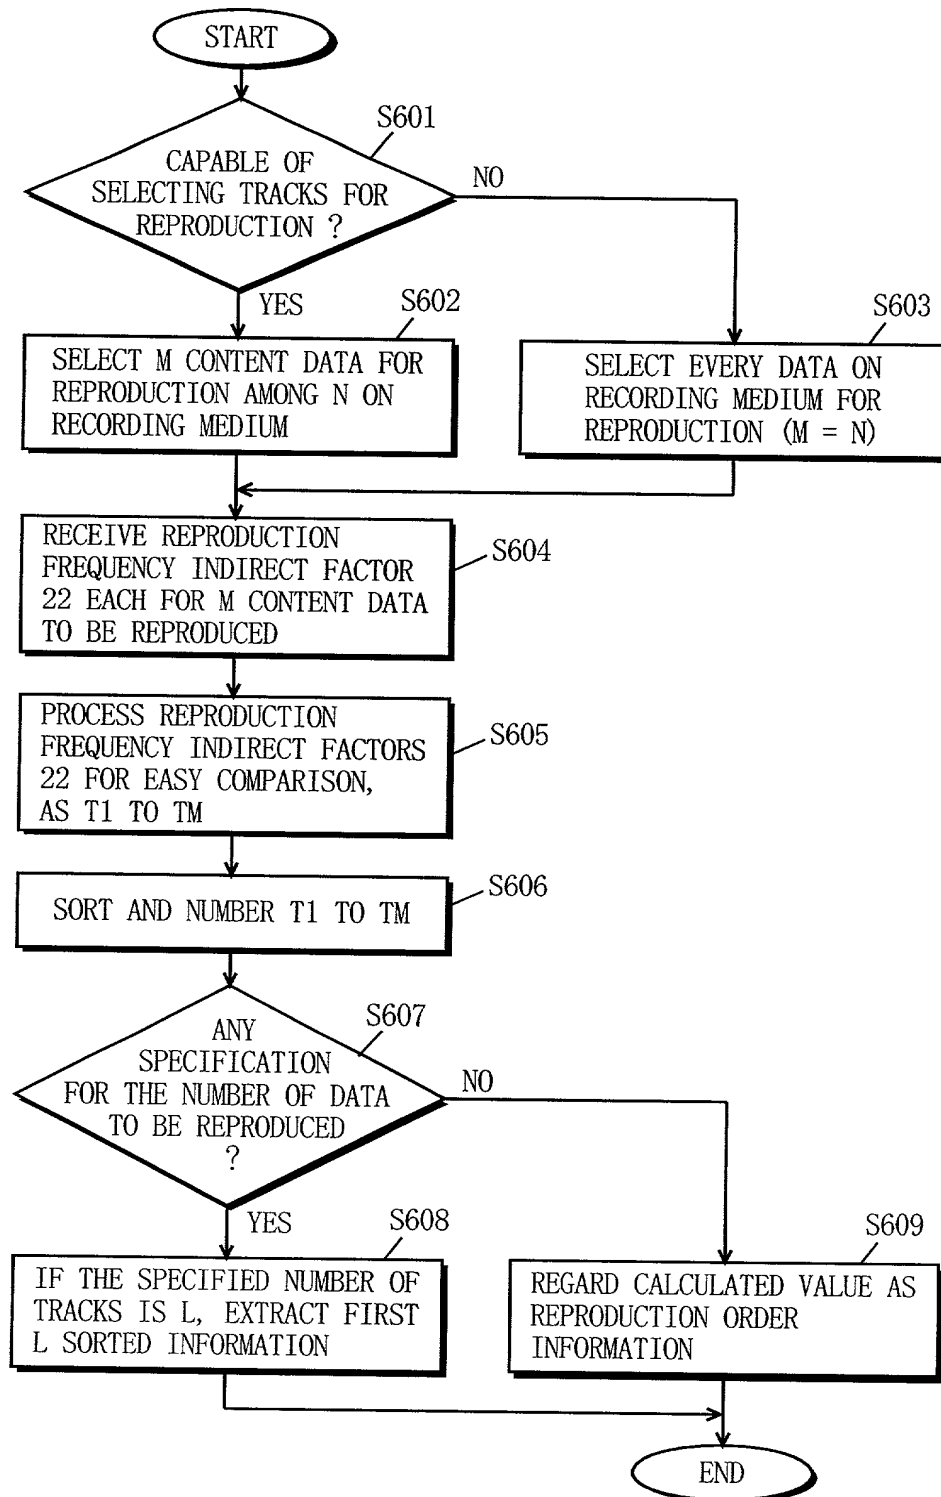 START
S601
CAPABLE OF
SELECTING TRACKS FOR
REPRODUCTION ?
NO
YES
S602
SELECT M CONTENT DATA FOR
REPRODUCTION AMONG N ON
RECORDING MEDIUM
S603
SELECT EVERY DATA ON
RECORDING MEDIUM FOR
REPRODUCTION (M = N)
RECEIVE REPRODUCTION
FREQUENCY INDIRECT FACTOR
22 EACH FOR M CONTENT DATA
TO BE REPRODUCED
S604
PROCESS REPRODUCTION
FREQUENCY INDIRECT FACTORS
22 FOR EASY COMPARISON,
AS T1 TO TM
S605
SORT AND NUMBER T1 TO TM
S606
S607
ANY
SPECIFICATION
FOR THE NUMBER OF DATA
TO BE REPRODUCED
?
NO
YES
S608
IF THE SPECIFIED NUMBER OF
TRACKS IS L, EXTRACT FIRST
L SORTED INFORMATION
S609
REGARD CALCULATED VALUE AS
REPRODUCTION ORDER
INFORMATION
END